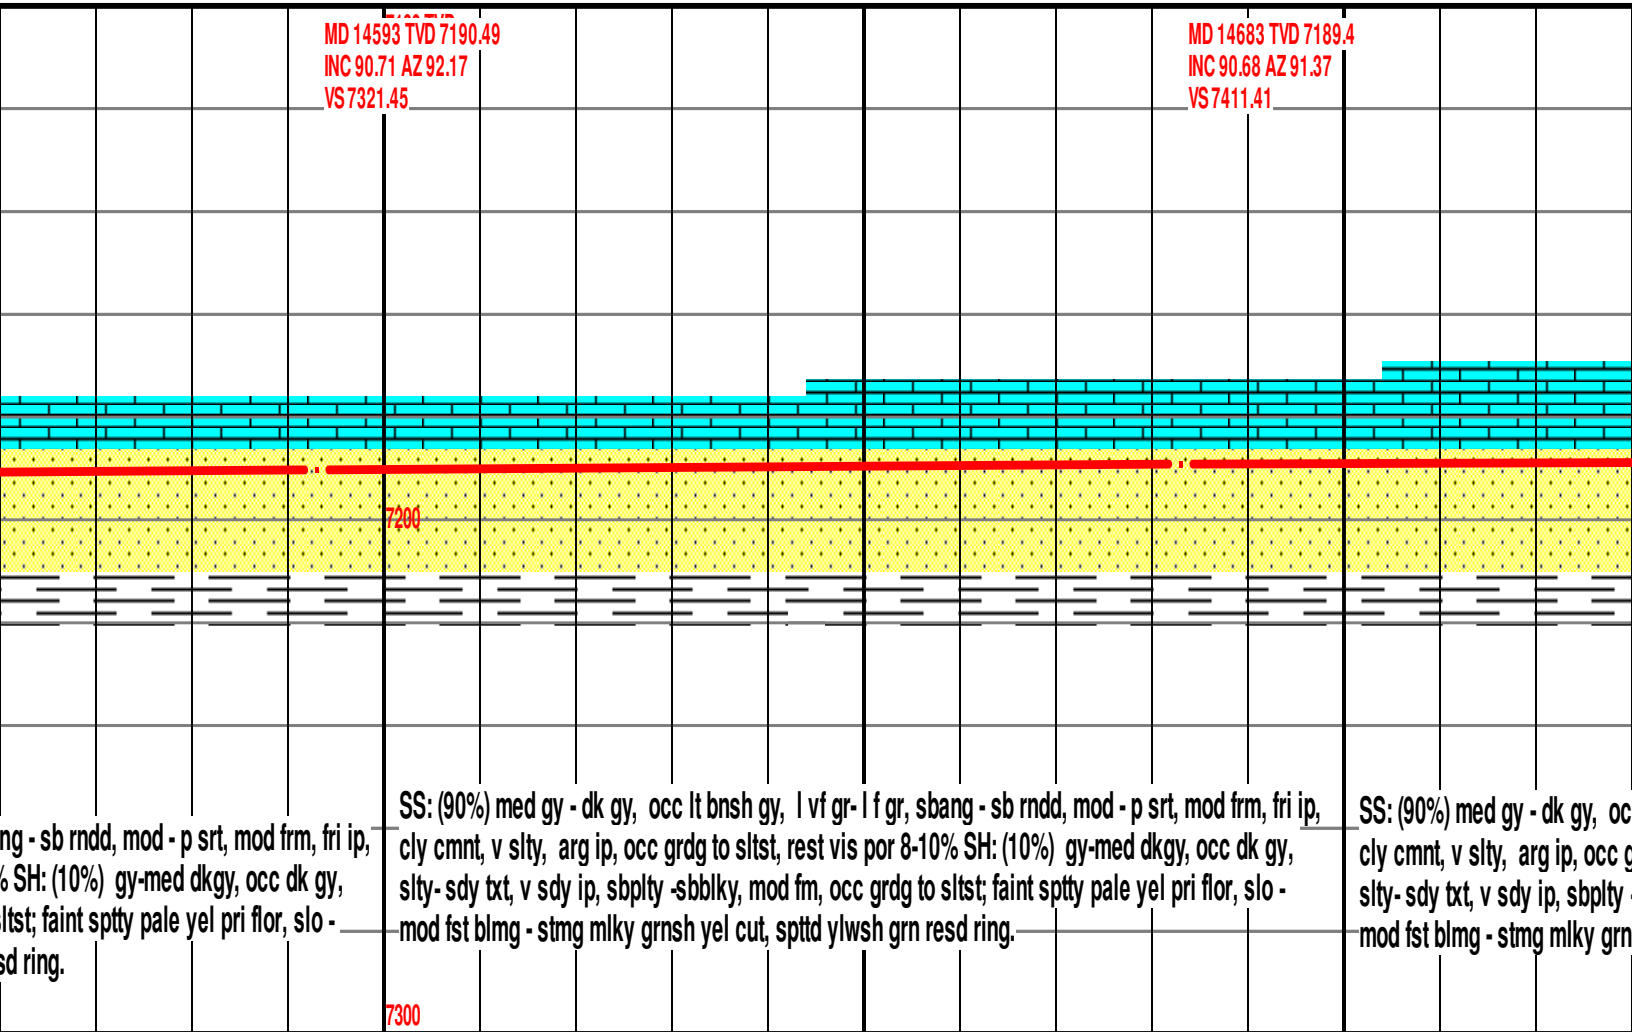 MD 14593 TVD 7190.49
INC 90.71 AZ 92.17
VS 7321.45
MD 14683 TVD 7189.4
INC 90.68 AZ 91.37
VS 7411.41
7200
ng - sb rndd, mod - p srt, mod frm, fri ip,
% SH: (10%) gy-med dkgy, occ dk gy,
sltst; faint sptty pale yel pri flor, slo -
sd ring.
SS: (90%) med gy - dk gy, occ lt bnsh gy, l vf gr- l f gr, sbang - sb rndd, mod - p srt, mod frm, fri ip,
cly cmnt, v slty, arg ip, occ grdg to sltst, rest vis por 8-10% SH: (10%) gy-med dkgy, occ dk gy,
slty- sdy txt, v sdy ip, sbplty -sbblky, mod fm, occ grdg to sltst; faint sptty pale yel pri flor, slo -
mod fst blmg - stmg mlky grnsh yel cut, spttd ylwsh grn resd ring.
SS: (90%) med gy - dk gy, oc
cly cmnt, v slty, arg ip, occ g
slty- sdy txt, v sdy ip, sbplty -
mod fst blmg - stmg mlky grn
7300